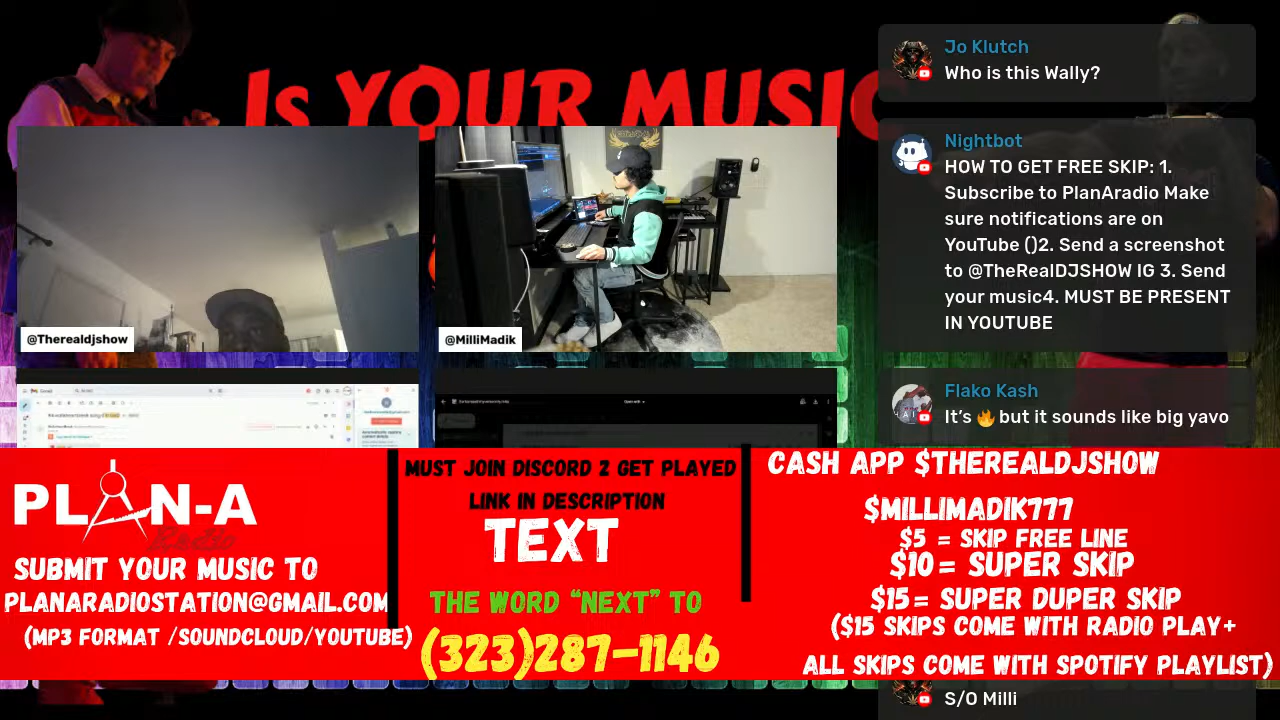 Is YOUR MUSIC
@Therealdjshow
@MilliMadik
Jo Klutch
Who is this Wally?
Nightbot
HOW TO GET FREE SKIP: 1.
Subscribe to PlanAradio Make
sure notifications are on
YouTube ()2. Send a screenshot
to @TheRealDJSHOW IG 3. Send
your music4. MUST BE PRESENT
IN YOUTUBE
Flako Kash
It’s 🔥 but it sounds like big yavo
S/O Milli
PLAN-A
Radio
SUBMIT YOUR MUSIC TO
PLANARADIOSTATION@GMAIL.COM
(MP3 FORMAT /SOUNDCLOUD/YOUTUBE)
MUST JOIN DISCORD 2 GET PLAYED
LINK IN DESCRIPTION
TEXT
THE WORD “NEXT” TO
(323)287-1146
CASH APP $THEREALDJSHOW
$MILLIMADIK777
$5 = SKIP FREE LINE
$10 = SUPER SKIP
$15= SUPER DUPER SKIP
($15 SKIPS COME WITH RADIO PLAY+
ALL SKIPS COME WITH SPOTIFY PLAYLIST)